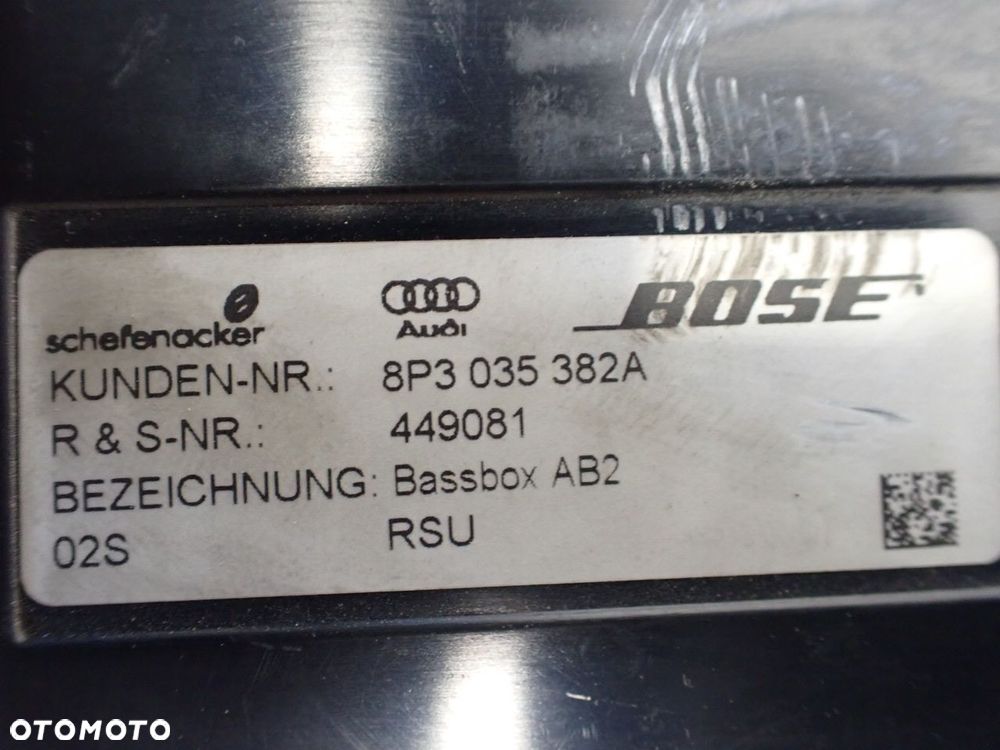 schefenacker
Audi
BOSE
KUNDEN-NR.: 8P3 035 382A
R & S-NR.: 449081
BEZEICHNUNG: Bassbox AB2
02S RSU
OTOMOTO